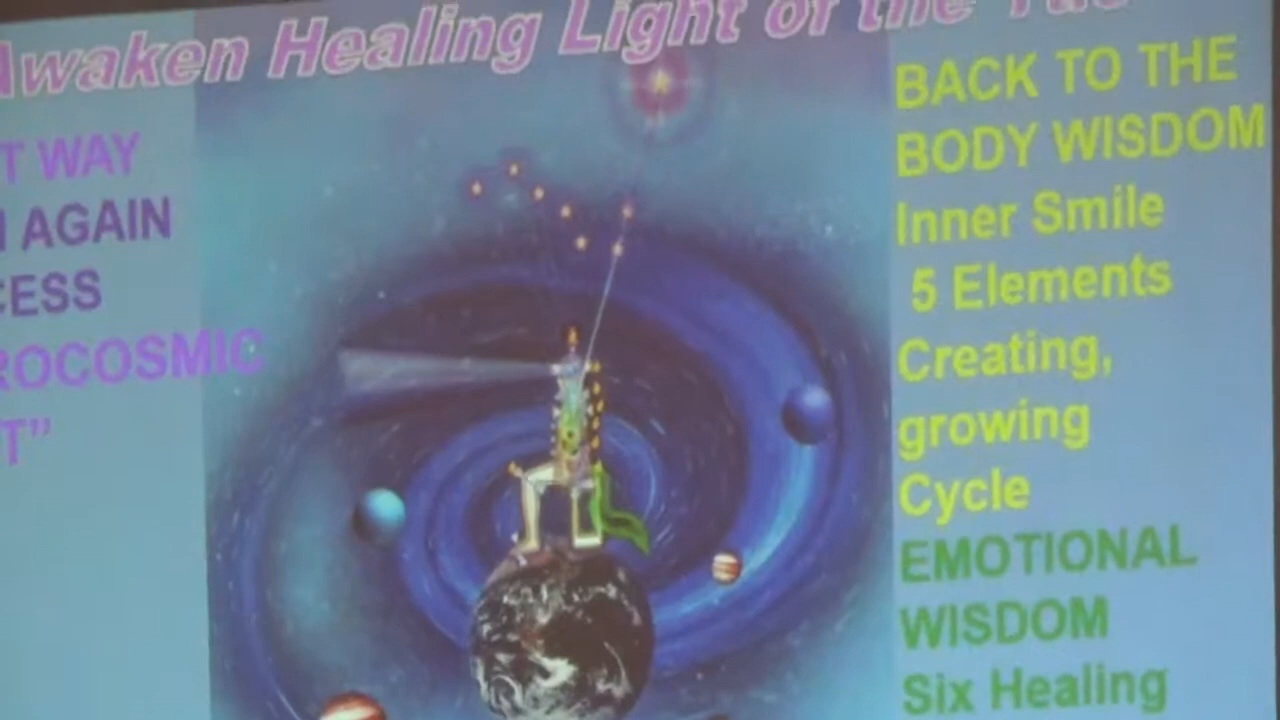 Awaken Healing Light of the Tao
T WAY
AGAIN
CESS
ROCOSMIC
T”
BACK TO THE
BODY WISDOM
Inner Smile
5 Elements
Creating,
growing
Cycle
EMOTIONAL
WISDOM
Six Healing